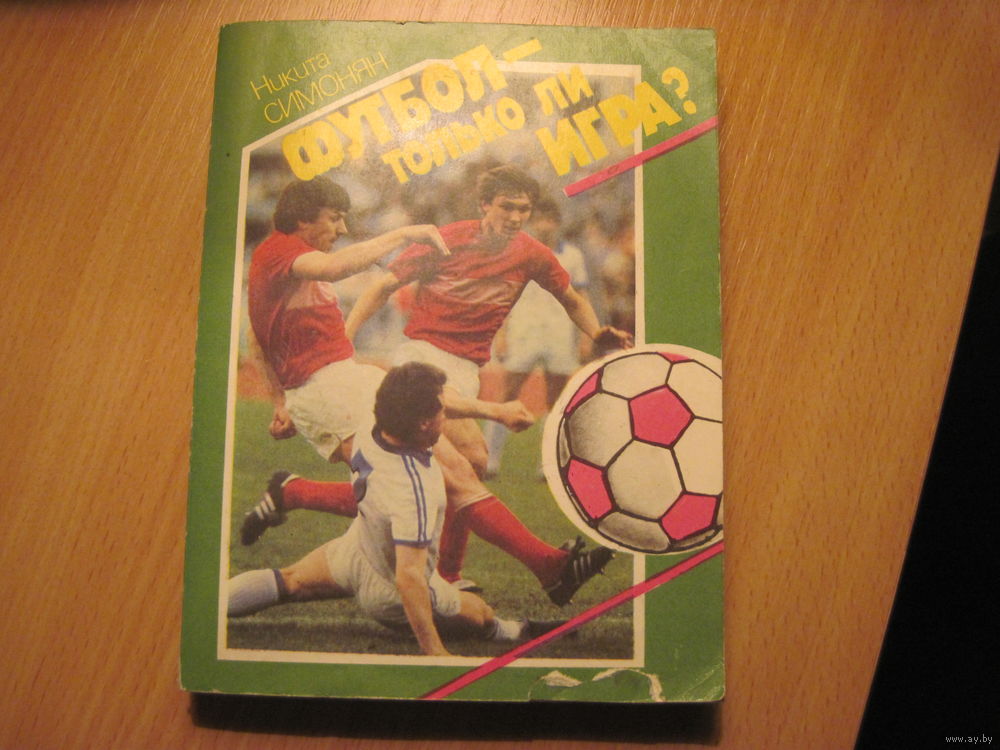 Никита
СИМОНЯН
ФУТБОЛ –
ТОЛЬКО ЛИ
ИГРА?
www.ay.by